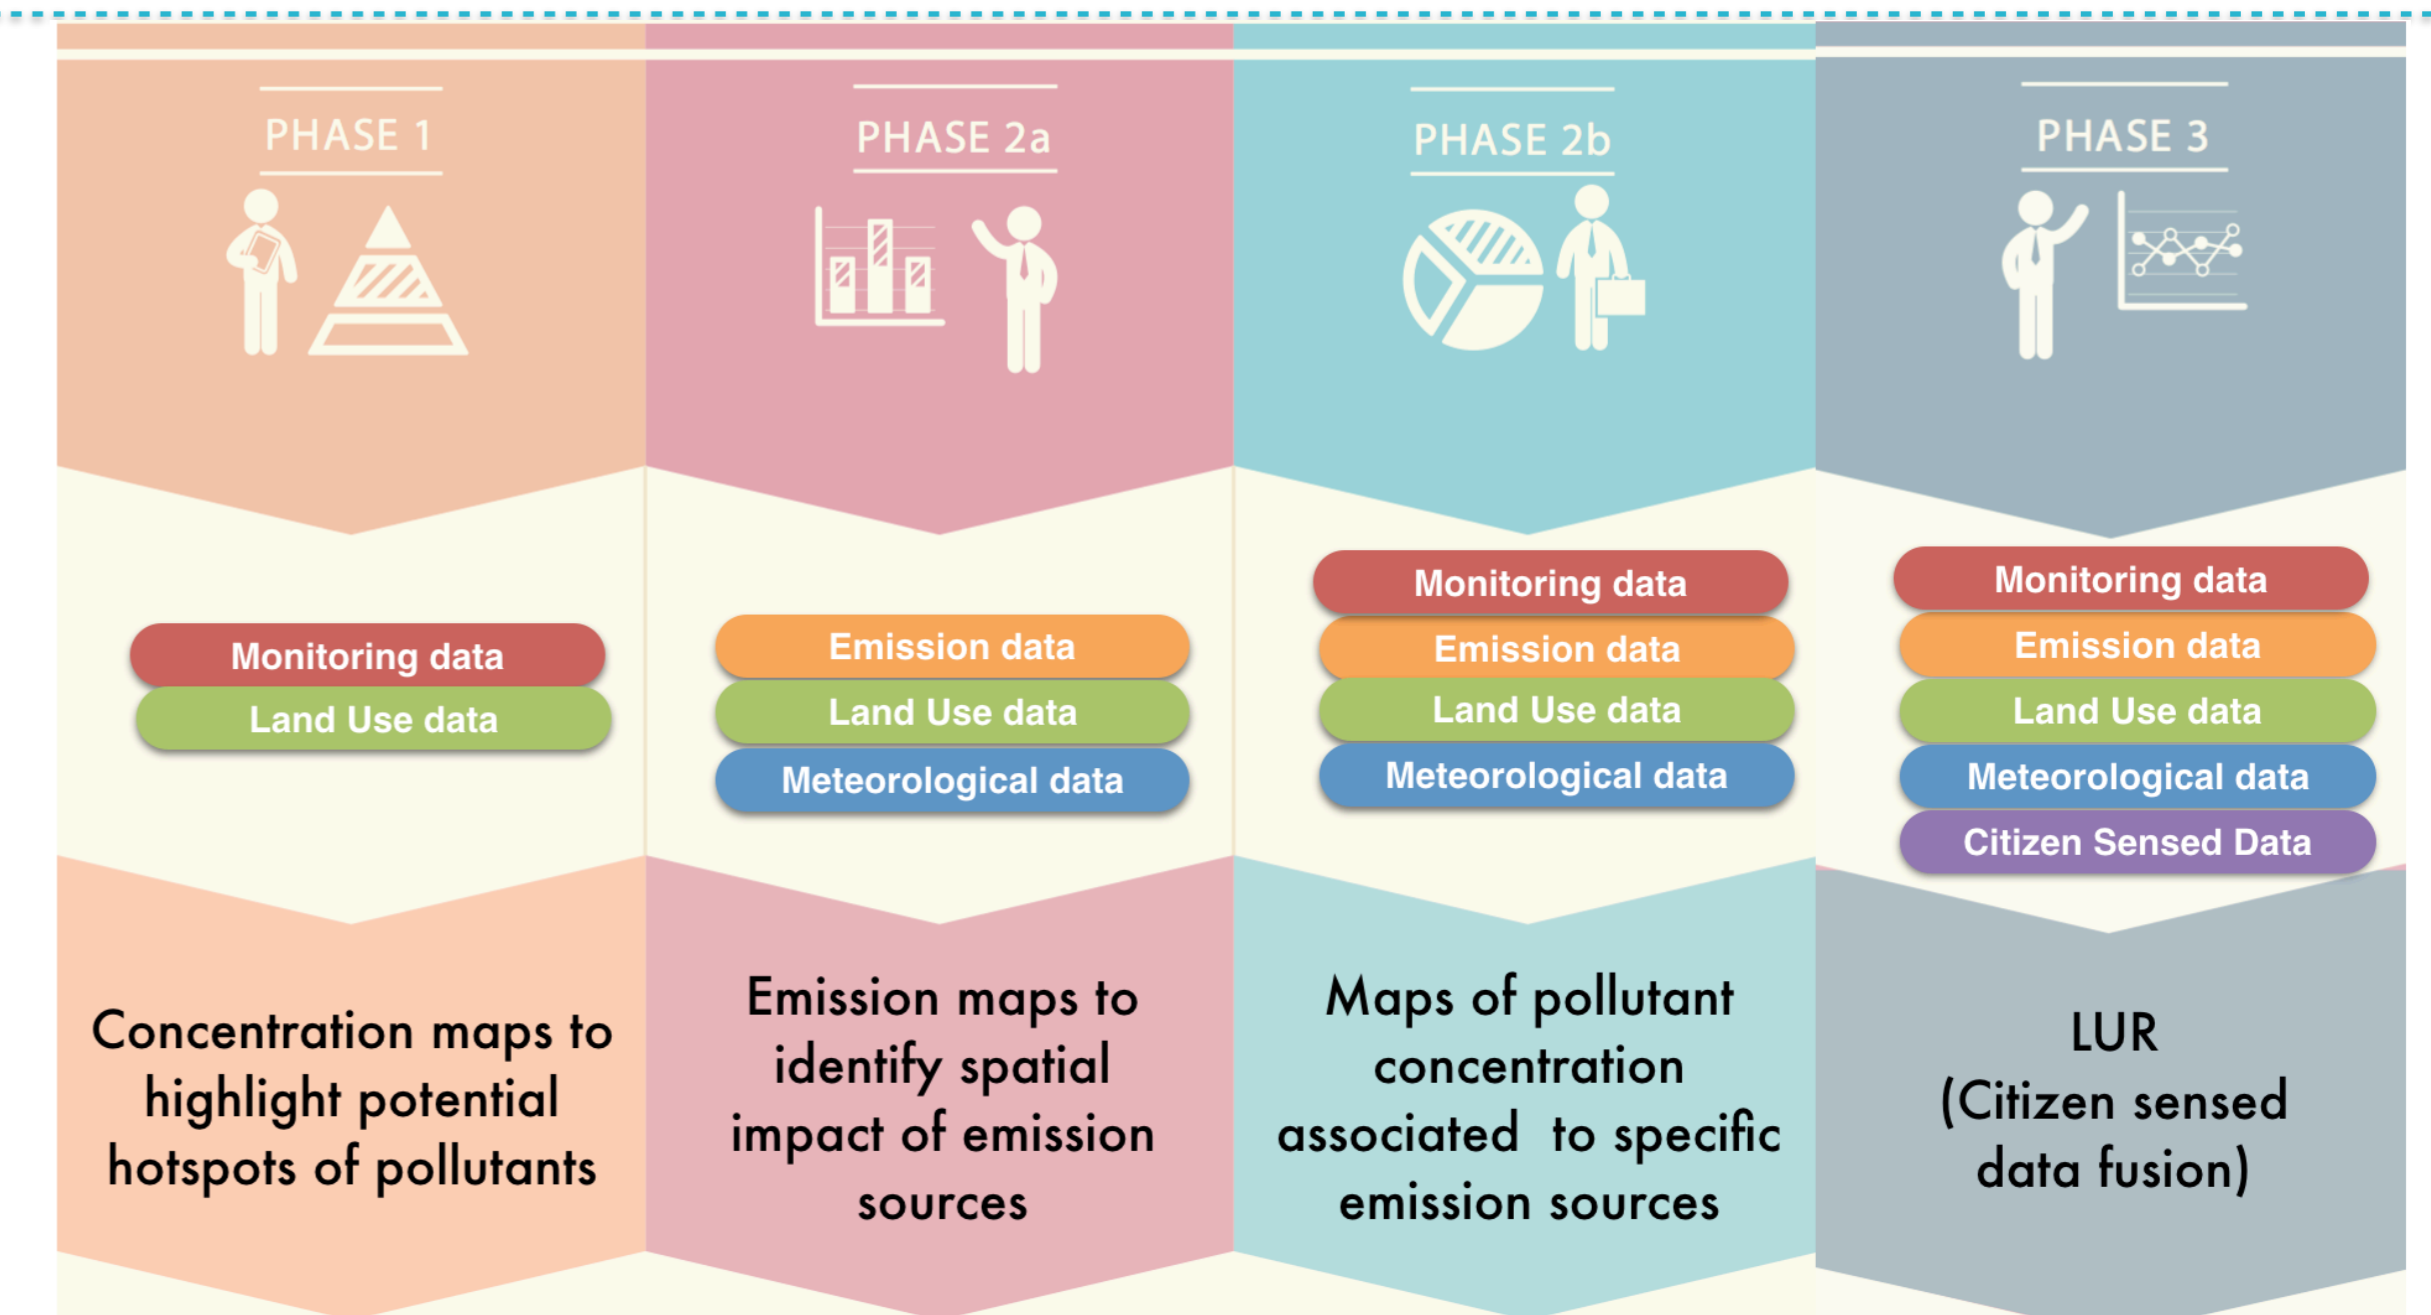 PHASE 1
Monitoring data
Land Use data
Concentration maps to
highlight potential
hotspots of pollutants
PHASE 2a
Emission data
Land Use data
Meteorological data
Emission maps to
identify spatial
impact of emission
sources
PHASE 2b
Monitoring data
Emission data
Land Use data
Meteorological data
Maps of pollutant
concentration
associated to specific
emission sources
PHASE 3
Monitoring data
Emission data
Land Use data
Meteorological data
Citizen Sensed Data
LUR
(Citizen sensed
data fusion)